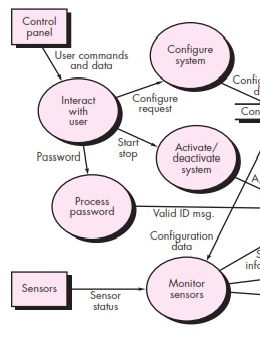 Control
panel
User commands
and data
Configure
system
Interact
with
user
Configure
request
Start
stop
Activate/
deactivate
system
Password
Process
password
Valid ID msg.
Configuration
data
Monitor
sensors
Sensors
Sensor
status